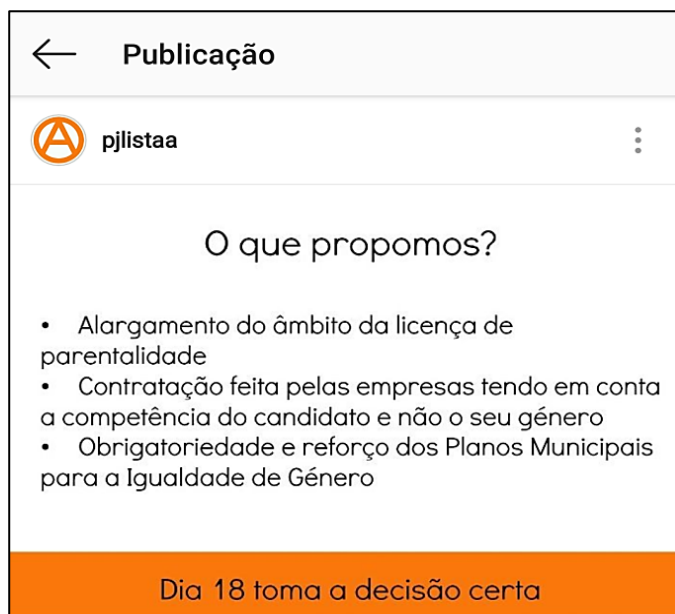 Publicação
pjlistaa
O que propomos?
• Alargamento do âmbito da licença de
parentalidade
• Contratação feita pelas empresas tendo em conta
a competência do candidato e não o seu género
• Obrigatoriedade e reforço dos Planos Municipais
para a Igualdade de Género
Dia 18 toma a decisão certa